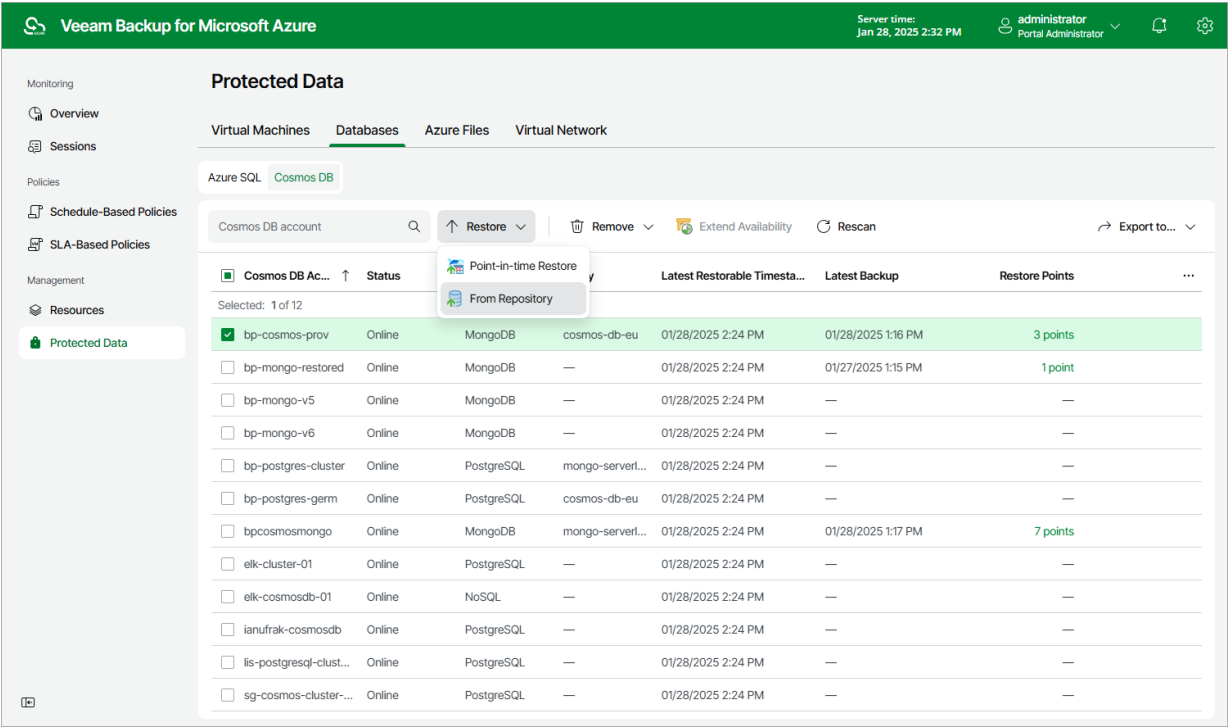 Veeam Backup for Microsoft Azure
Server time:
Jan 28, 2025 2:32 PM
administrator
Portal Administrator
Monitoring
Overview
Sessions
Policies
Schedule-Based Policies
SLA-Based Policies
Management
Resources
Protected Data
Protected Data
Virtual Machines Databases Azure Files Virtual Network
Azure SQL Cosmos DB
Cosmos DB account Restore Remove Extend Availability Rescan Export to...
Point-in-time Restore
From Repository
Cosmos DB Ac... Status y Latest Restorable Timesta... Latest Backup Restore Points
Selected: 1 of 12
bp-cosmos-prov Online MongoDB cosmos-db-eu 01/28/2025 2:24 PM 01/28/2025 1:16 PM 3 points
bp-mongo-restored Online MongoDB — 01/28/2025 2:24 PM 01/27/2025 1:15 PM 1 point
bp-mongo-v5 Online MongoDB — 01/28/2025 2:24 PM — —
bp-mongo-v6 Online MongoDB — 01/28/2025 2:24 PM — —
bp-postgres-cluster Online PostgreSQL mongo-serverl... 01/28/2025 2:24 PM — —
bp-postgres-germ Online PostgreSQL cosmos-db-eu 01/28/2025 2:24 PM — —
bpcosmosmongo Online MongoDB mongo-serverl... 01/28/2025 2:24 PM 01/28/2025 1:17 PM 7 points
elk-cluster-01 Online PostgreSQL — 01/28/2025 2:24 PM — —
elk-cosmosdb-01 Online NoSQL — 01/28/2025 2:24 PM — —
ianufrak-cosmosdb Online PostgreSQL — 01/28/2025 2:24 PM — —
lis-postgresql-clust... Online PostgreSQL — 01/28/2025 2:24 PM — —
sg-cosmos-cluster-... Online PostgreSQL — 01/28/2025 2:24 PM — —